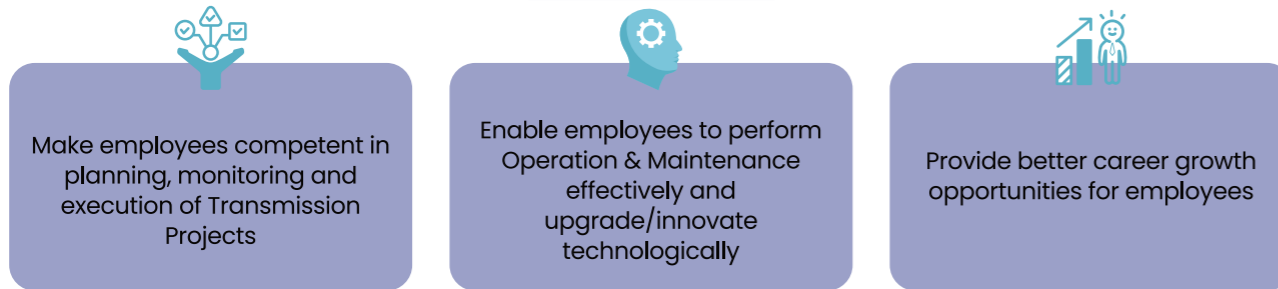 Make employees competent in
planning, monitoring and
execution of Transmission
Projects
Enable employees to perform
Operation & Maintenance
effectively and
upgrade/innovate
technologically
Provide better career growth
opportunities for employees